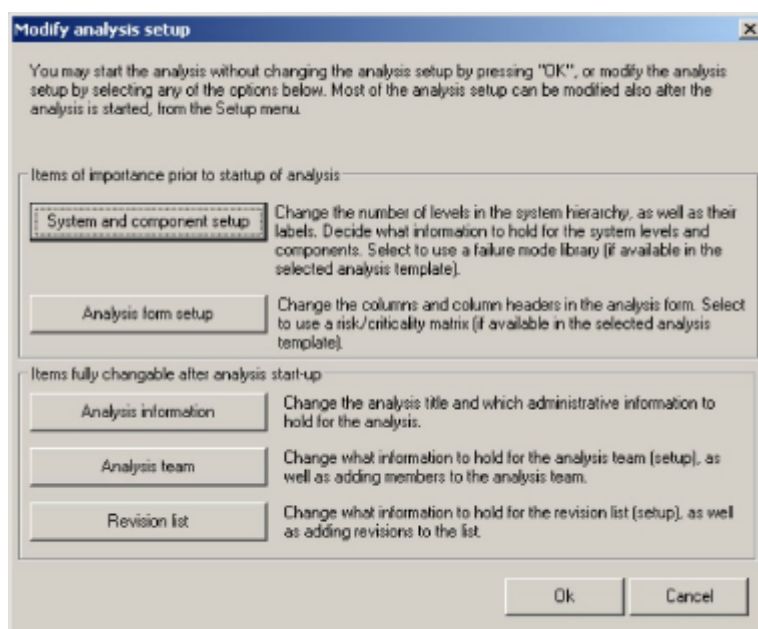 Modify analysis setup
You may start the analysis without changing the analysis setup by pressing "OK", or modify the analysis
setup by selecting any of the options below. Most of the analysis setup can be modified also after the
analysis is started, from the Setup menu.
Items of importance prior to startup of analysis
System and component setup
Change the number of levels in the system hierarchy, as well as their
labels. Decide what information to hold for the system levels and
components. Select to use a failure mode library (if available in the
selected analysis template).
Analysis form setup
Change the columns and column headers in the analysis form. Select
to use a risk/criticality matrix (if available in the selected analysis
template).
Items fully changable after analysis start-up
Analysis information
Change the analysis title and which administrative information to
hold for the analysis.
Analysis team
Change what information to hold for the analysis team (setup), as
well as adding members to the analysis team.
Revision list
Change what information to hold for the revision list (setup), as well
as adding revisions to the list.
Ok
Cancel